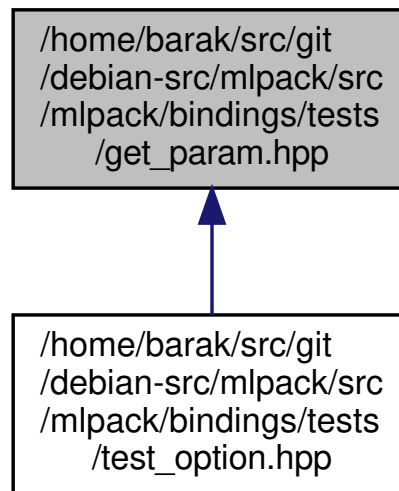 /home/barak/src/git
/debian-src/mlpack/src
/mlpack/bindings/tests
/get_param.hpp
/home/barak/src/git
/debian-src/mlpack/src
/mlpack/bindings/tests
/test_option.hpp